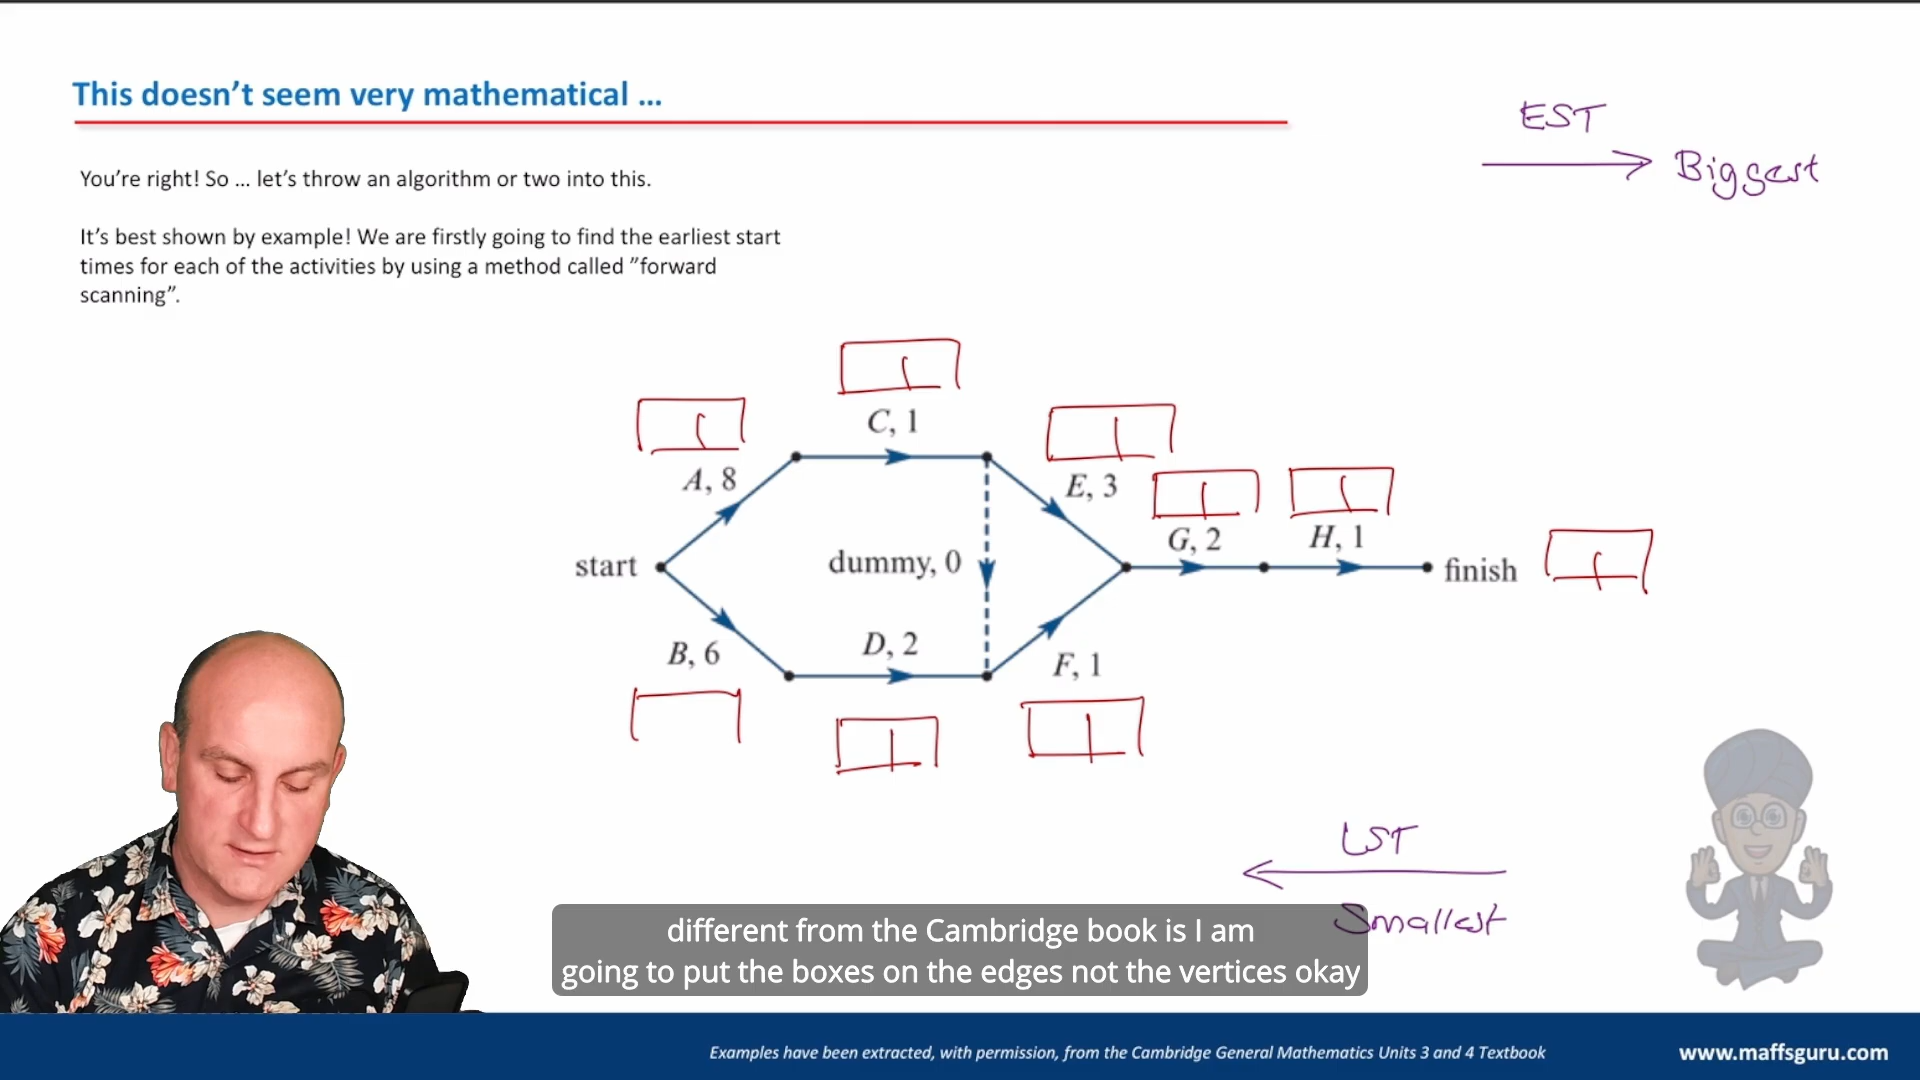 This doesn’t seem very mathematical ...
EST
Biggest
You’re right! So ... let’s throw an algorithm or two into this.
It’s best shown by example! We are firstly going to find the earliest start
times for each of the activities by using a method called ”forward
scanning”.
C, 1
A, 8
E, 3
G, 2
H, 1
start
dummy, 0
finish
B, 6
D, 2
F, 1
LST
Smallest
different from the Cambridge book is I am
going to put the boxes on the edges not the vertices okay
Examples have been extracted, with permission, from the Cambridge General Mathematics Units 3 and 4 Textbook
www.maffsguru.com